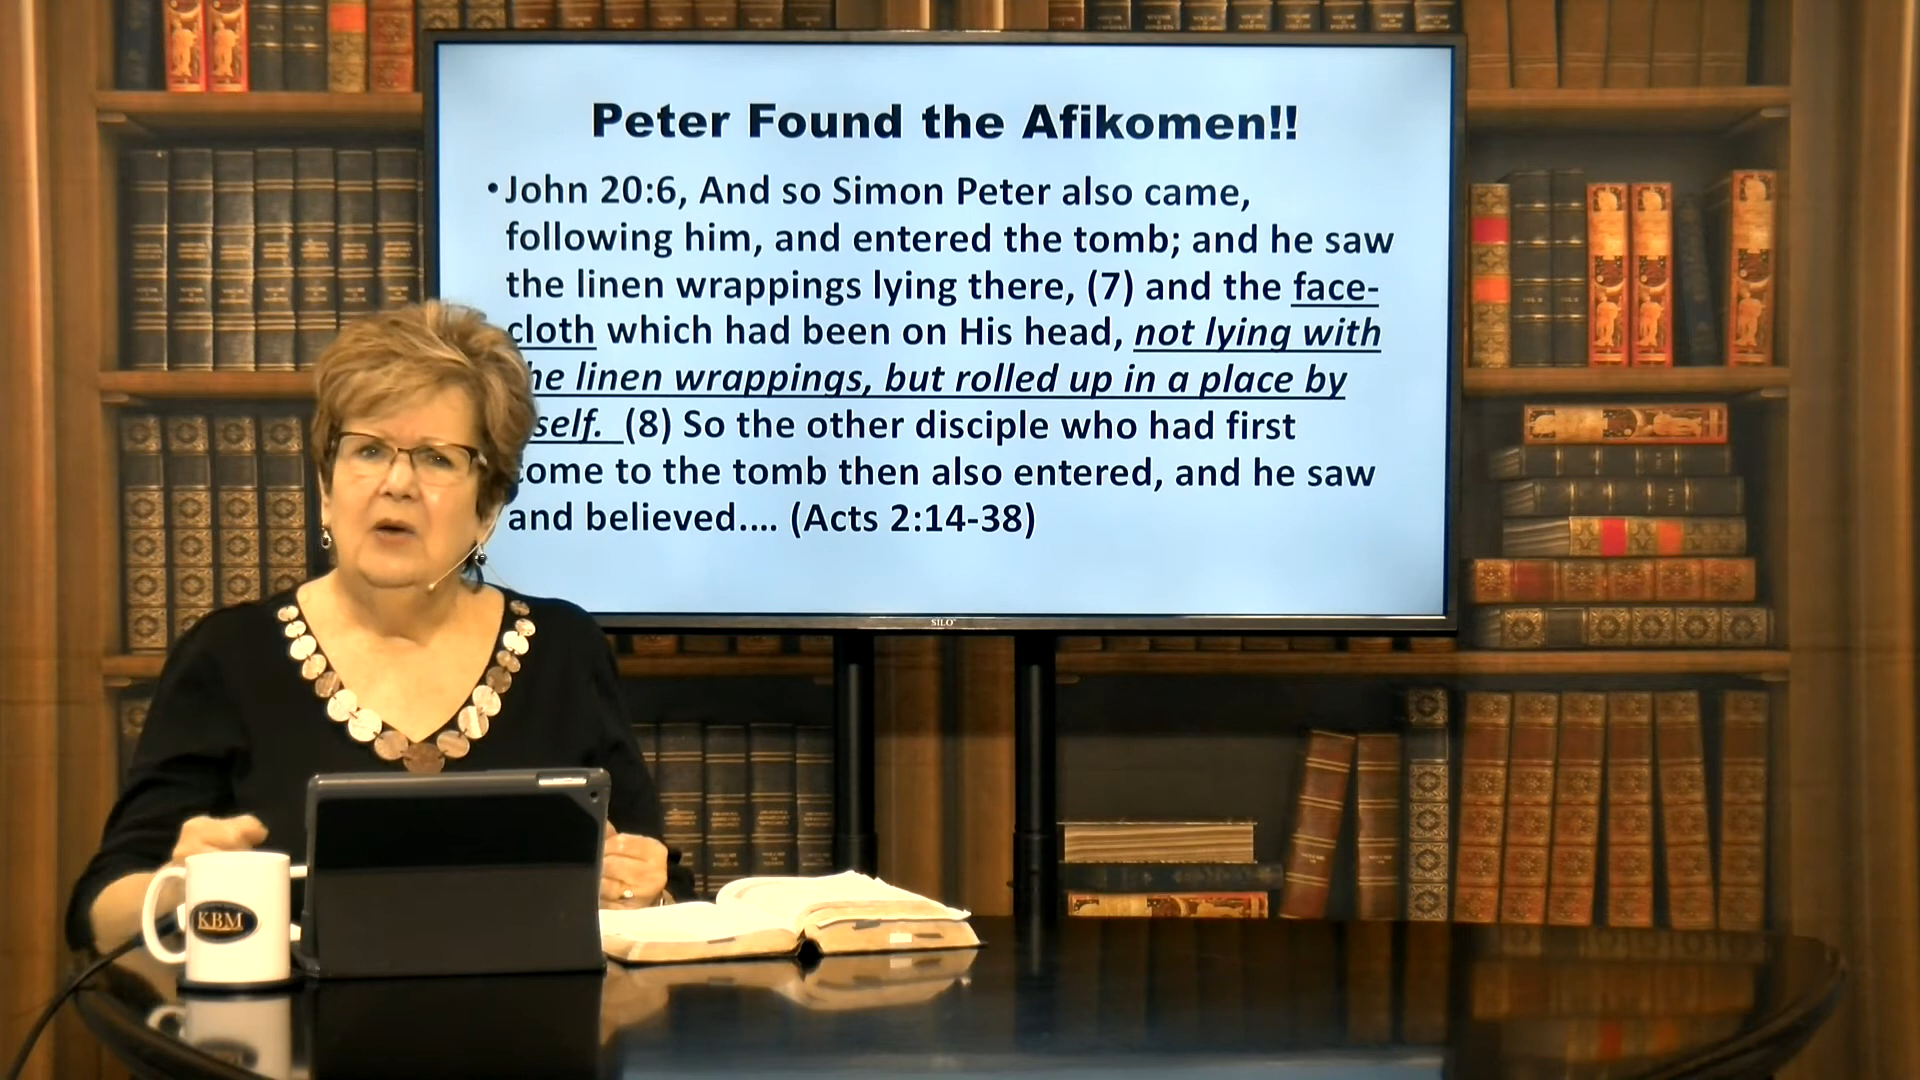 Peter Found the Afikomen!!
•John 20:6, And so Simon Peter also came,
following him, and entered the tomb; and he saw
the linen wrappings lying there, (7) and the face-
cloth which had been on His head, not lying with
he linen wrappings, but rolled up in a place by
self. (8) So the other disciple who had first
come to the tomb then also entered, and he saw
and believed.... (Acts 2:14-38)
SILO
KBM